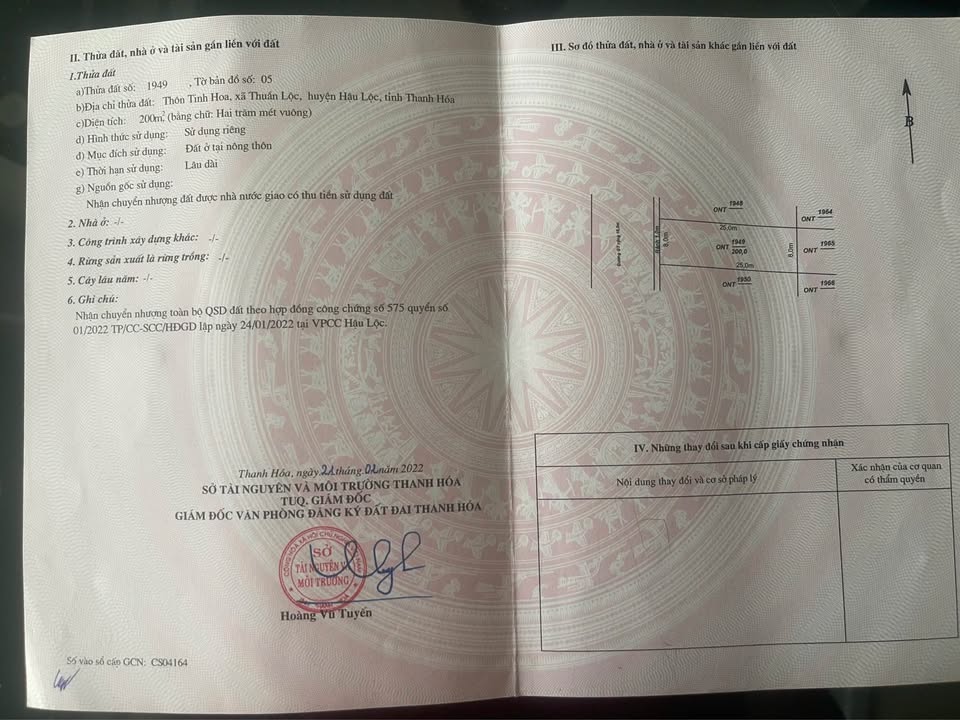 II. Thửa đất, nhà ở và tài sản gắn liền với đất
1.Thửa đất
a)Thửa đất số: 1949 , Tờ bản đồ số: 05
b)Địa chỉ thửa đất: Thôn Tinh Hoa, xã Thuần Lộc, huyện Hậu Lộc, tỉnh Thanh Hóa
c)Diện tích: 200m² (bằng chữ: Hai trăm mét vuông)
d) Hình thức sử dụng: Sử dụng riêng
đ) Mục đích sử dụng: Đất ở tại nông thôn
e) Thời hạn sử dụng: Lâu dài
g) Nguồn gốc sử dụng:
Nhận chuyển nhượng đất được nhà nước giao có thu tiền sử dụng đất
2. Nhà ở: -/-
3. Công trình xây dựng khác: -/-
4. Rừng sản xuất là rừng trồng: -/-
5. Cây lâu năm: -/-
6. Ghi chú:
Nhận chuyển nhượng toàn bộ QSD đất theo hợp đồng công chứng số 575 quyển số
01/2022 TP/CC-SCC/HĐGD lập ngày 24/01/2022 tại VPCC Hậu Lộc.
Thanh Hóa, ngày 21 tháng 02 năm 2022
SỞ TÀI NGUYÊN VÀ MÔI TRƯỜNG THANH HÓA
TUQ. GIÁM ĐỐC
GIÁM ĐỐC VĂN PHÒNG ĐĂNG KÝ ĐẤT ĐAI THANH HÓA
SỞ
TÀI NGUYÊN VÀ
MÔI TRƯỜNG
Hoàng Vũ Tuyến
Số vào sổ cấp GCN: CS04164
III. Sơ đồ thửa đất, nhà ở và tài sản khác gắn liền với đất
B
ONT 1948
ONT 1964
25,0m
8,0m
ONT 1949
200,0
8,0m
ONT 1965
25,0m
ONT 1950
ONT 1966
IV. Những thay đổi sau khi cấp giấy chứng nhận
Nội dung thay đổi và cơ sở pháp lý
Xác nhận của cơ quan
có thẩm quyền